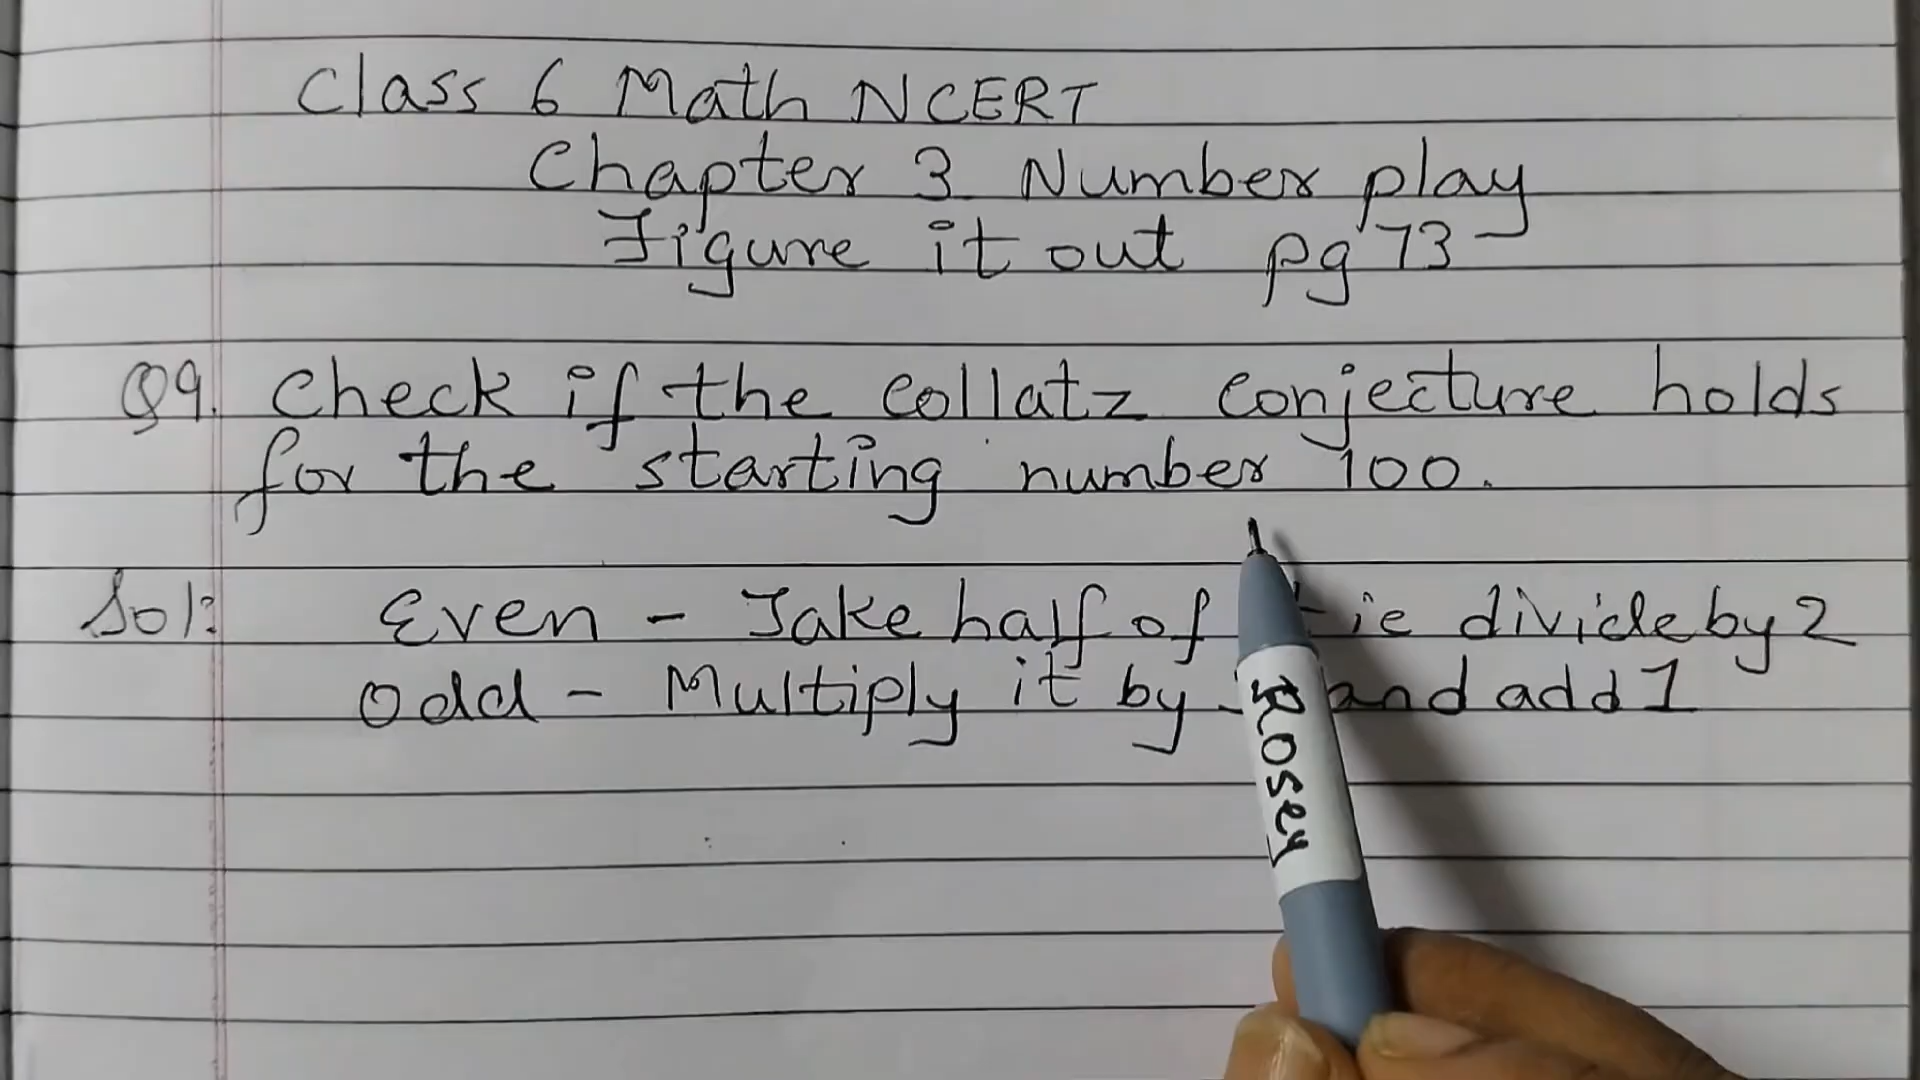 Class 6 Math NCERT
Chapter 3 Number play
Figure it out pg 73
Q9. Check if the Collatz Conjecture holds
for the starting number 100.
Sol: Even - Take half of ie divide by 2
Odd - Multiply it by and add 1
Rosey